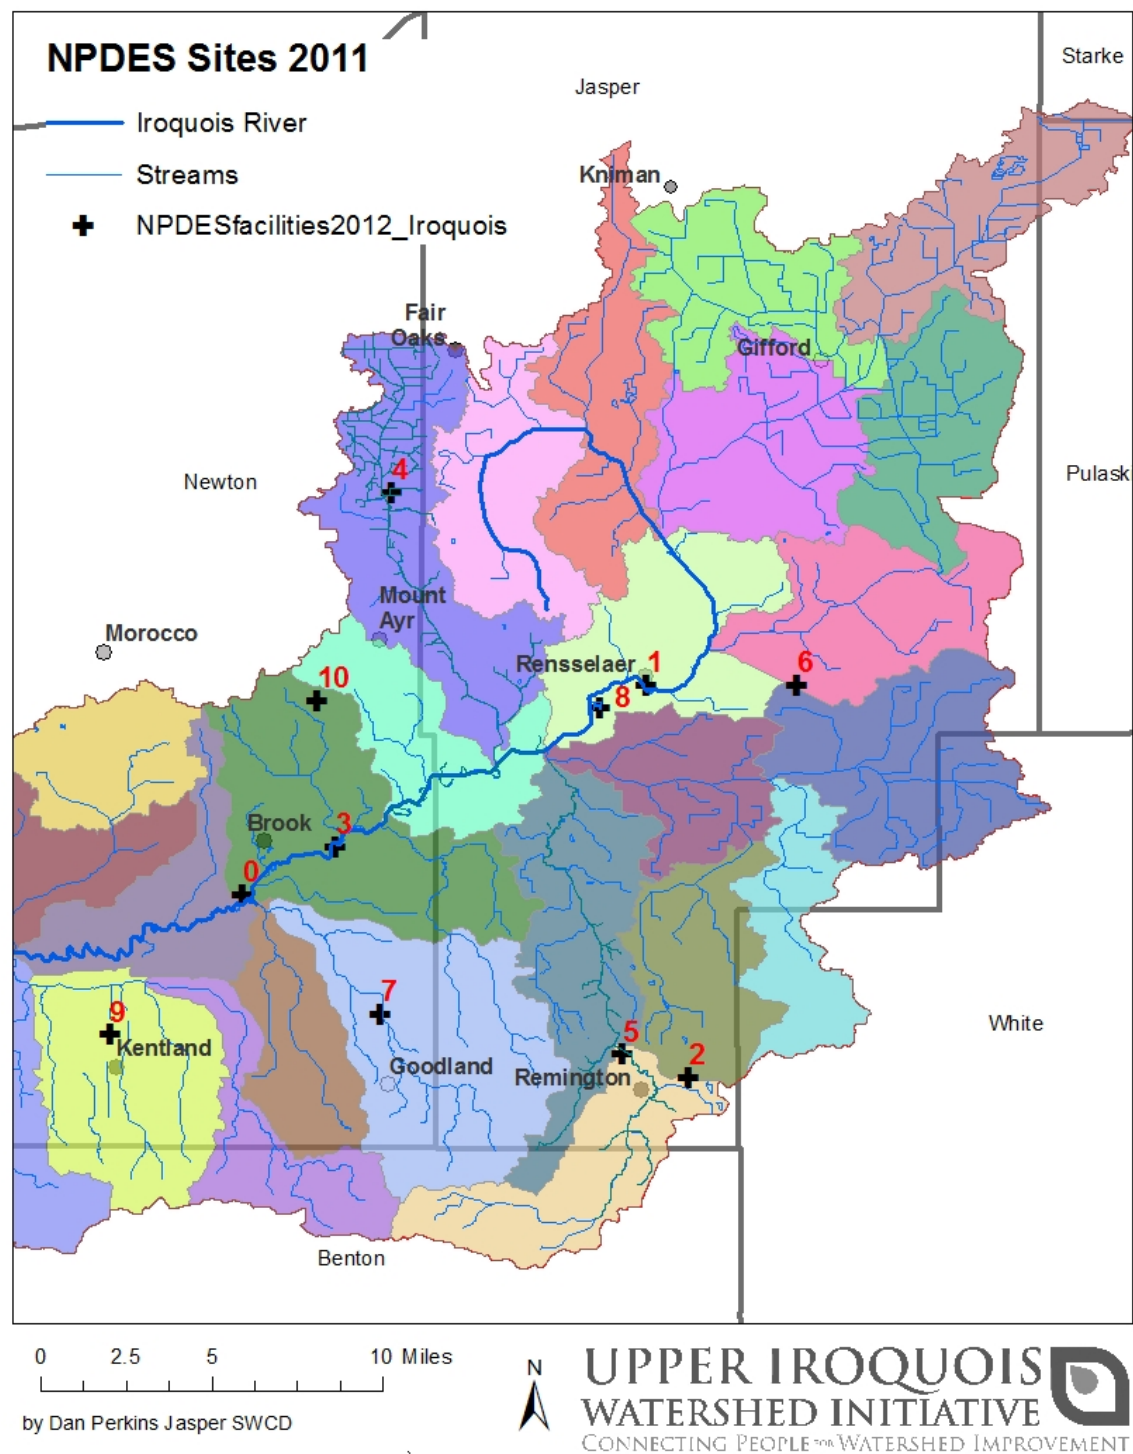 NPDES Sites 2011
Iroquois River
Streams
NPDESfacilities2012_Iroquois
Starke
Jasper
Kniman
Fair
Oaks
Gifford
Newton
4
Pulask
Mount
Ayr
Morocco
Rensselaer
1
6
10
8
Brook
3
0
7
9
Kentland
Goodland
5
2
Remington
White
Benton
0 2.5 5 10 Miles
by Dan Perkins Jasper SWCD
N
UPPER IROQUOIS
WATERSHED INITIATIVE
CONNECTING PEOPLE FOR WATERSHED IMPROVEMENT